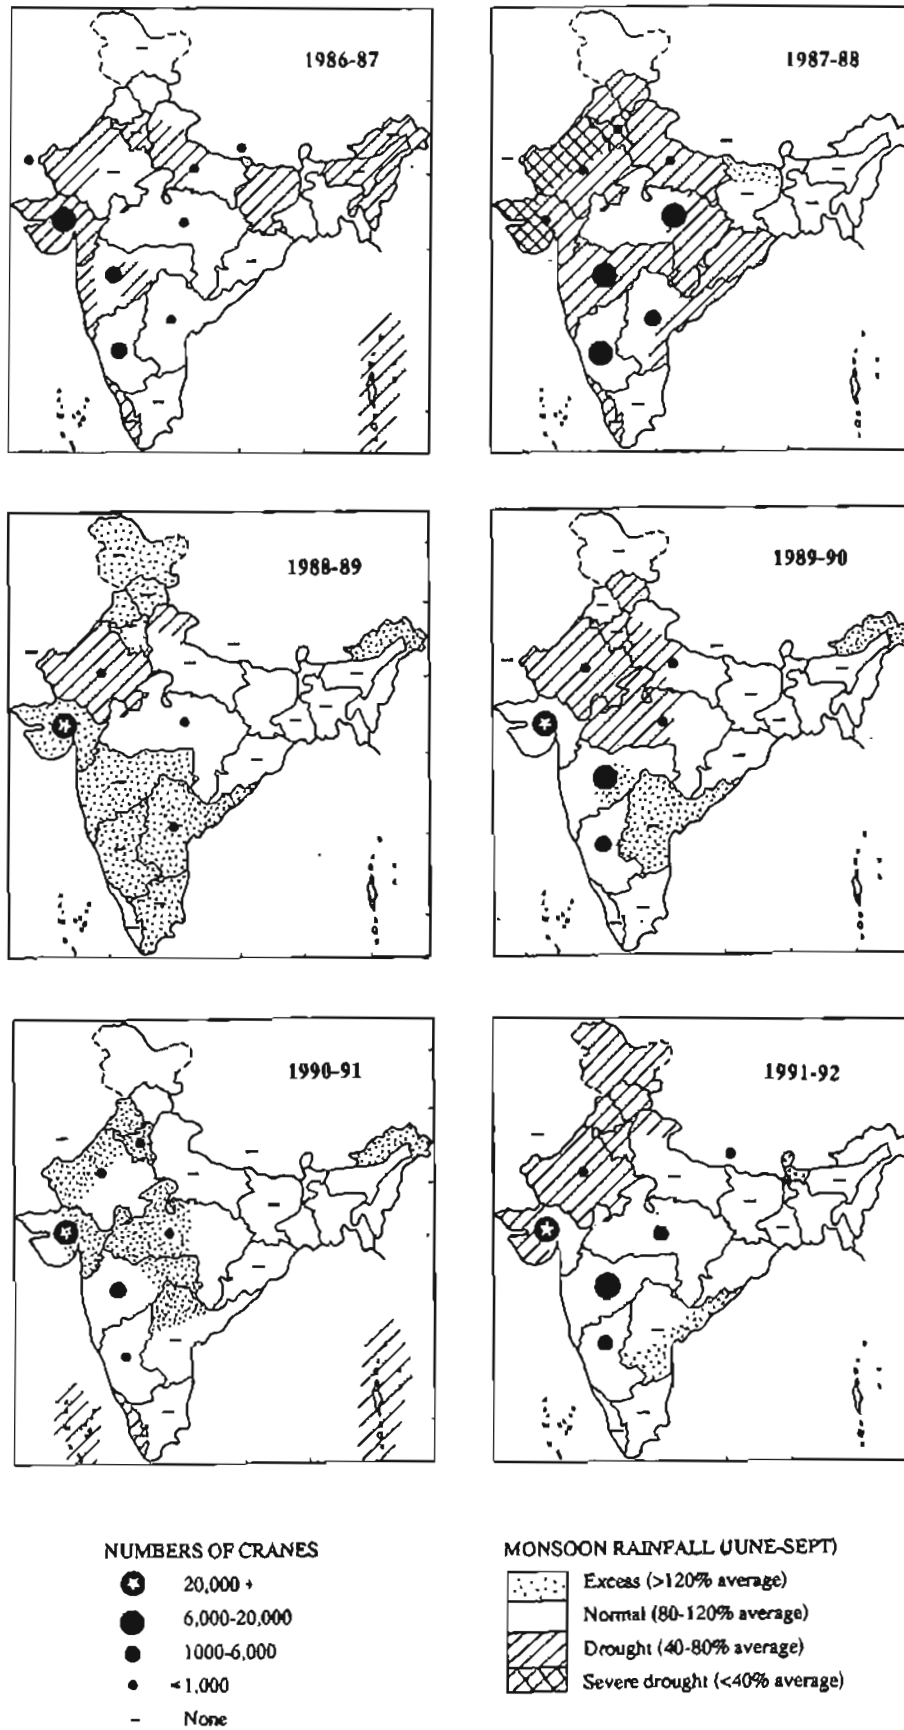 1986-87
1987-88
1988-89
1989-90
1990-91
1991-92
NUMBERS OF CRANES
20,000 +
6,000-20,000
1000-6,000
<1,000
– None
MONSOON RAINFALL (JUNE-SEPT)
Excess (>120% average)
Normal (80-120% average)
Drought (40-80% average)
Severe drought (<40% average)